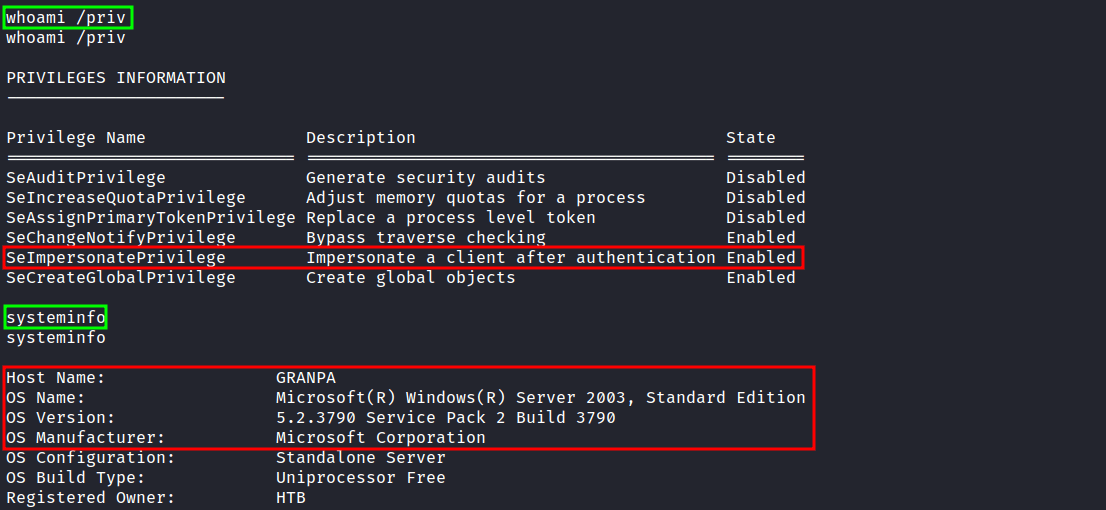 whoami /priv
whoami /priv
PRIVILEGES INFORMATION
----------------------
Privilege Name                Description                               State
============================= ========================================= ========
SeAuditPrivilege              Generate security audits                  Disabled
SeIncreaseQuotaPrivilege      Adjust memory quotas for a process        Disabled
SeAssignPrimaryTokenPrivilege Replace a process level token             Disabled
SeChangeNotifyPrivilege       Bypass traverse checking                  Enabled
SeImpersonatePrivilege        Impersonate a client after authentication Enabled
SeCreateGlobalPrivilege       Create global objects                     Enabled
systeminfo
systeminfo
Host Name:                 GRANPA
OS Name:                   Microsoft(R) Windows(R) Server 2003, Standard Edition
OS Version:                5.2.3790 Service Pack 2 Build 3790
OS Manufacturer:           Microsoft Corporation
OS Configuration:          Standalone Server
OS Build Type:             Uniprocessor Free
Registered Owner:          HTB